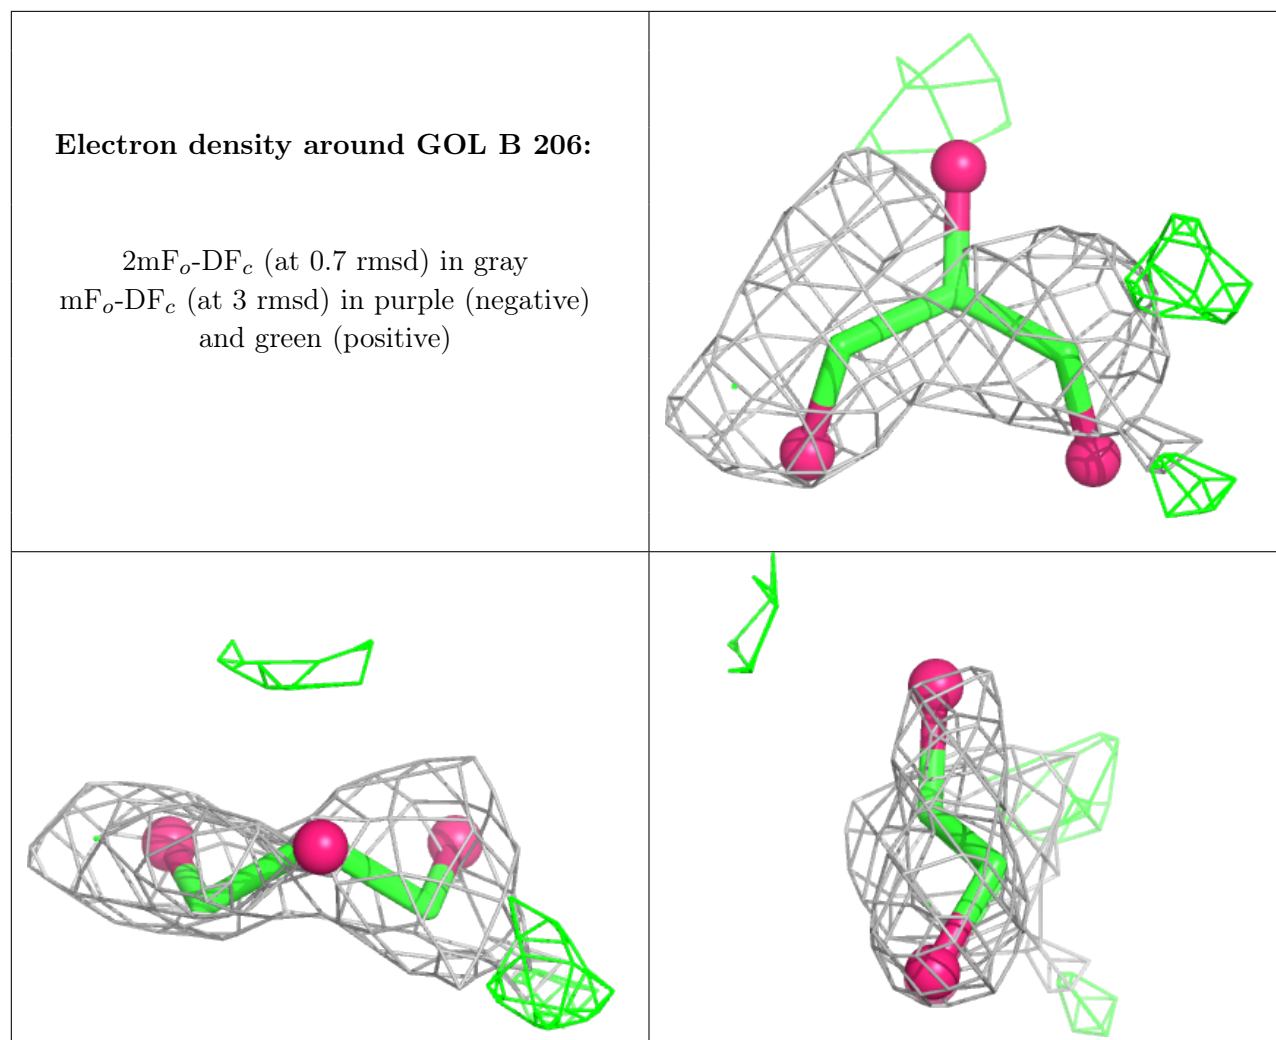 Electron density around GOL B 206:
2mFo-DFc (at 0.7 rmsd) in gray
mFo-DFc (at 3 rmsd) in purple (negative)
and green (positive)